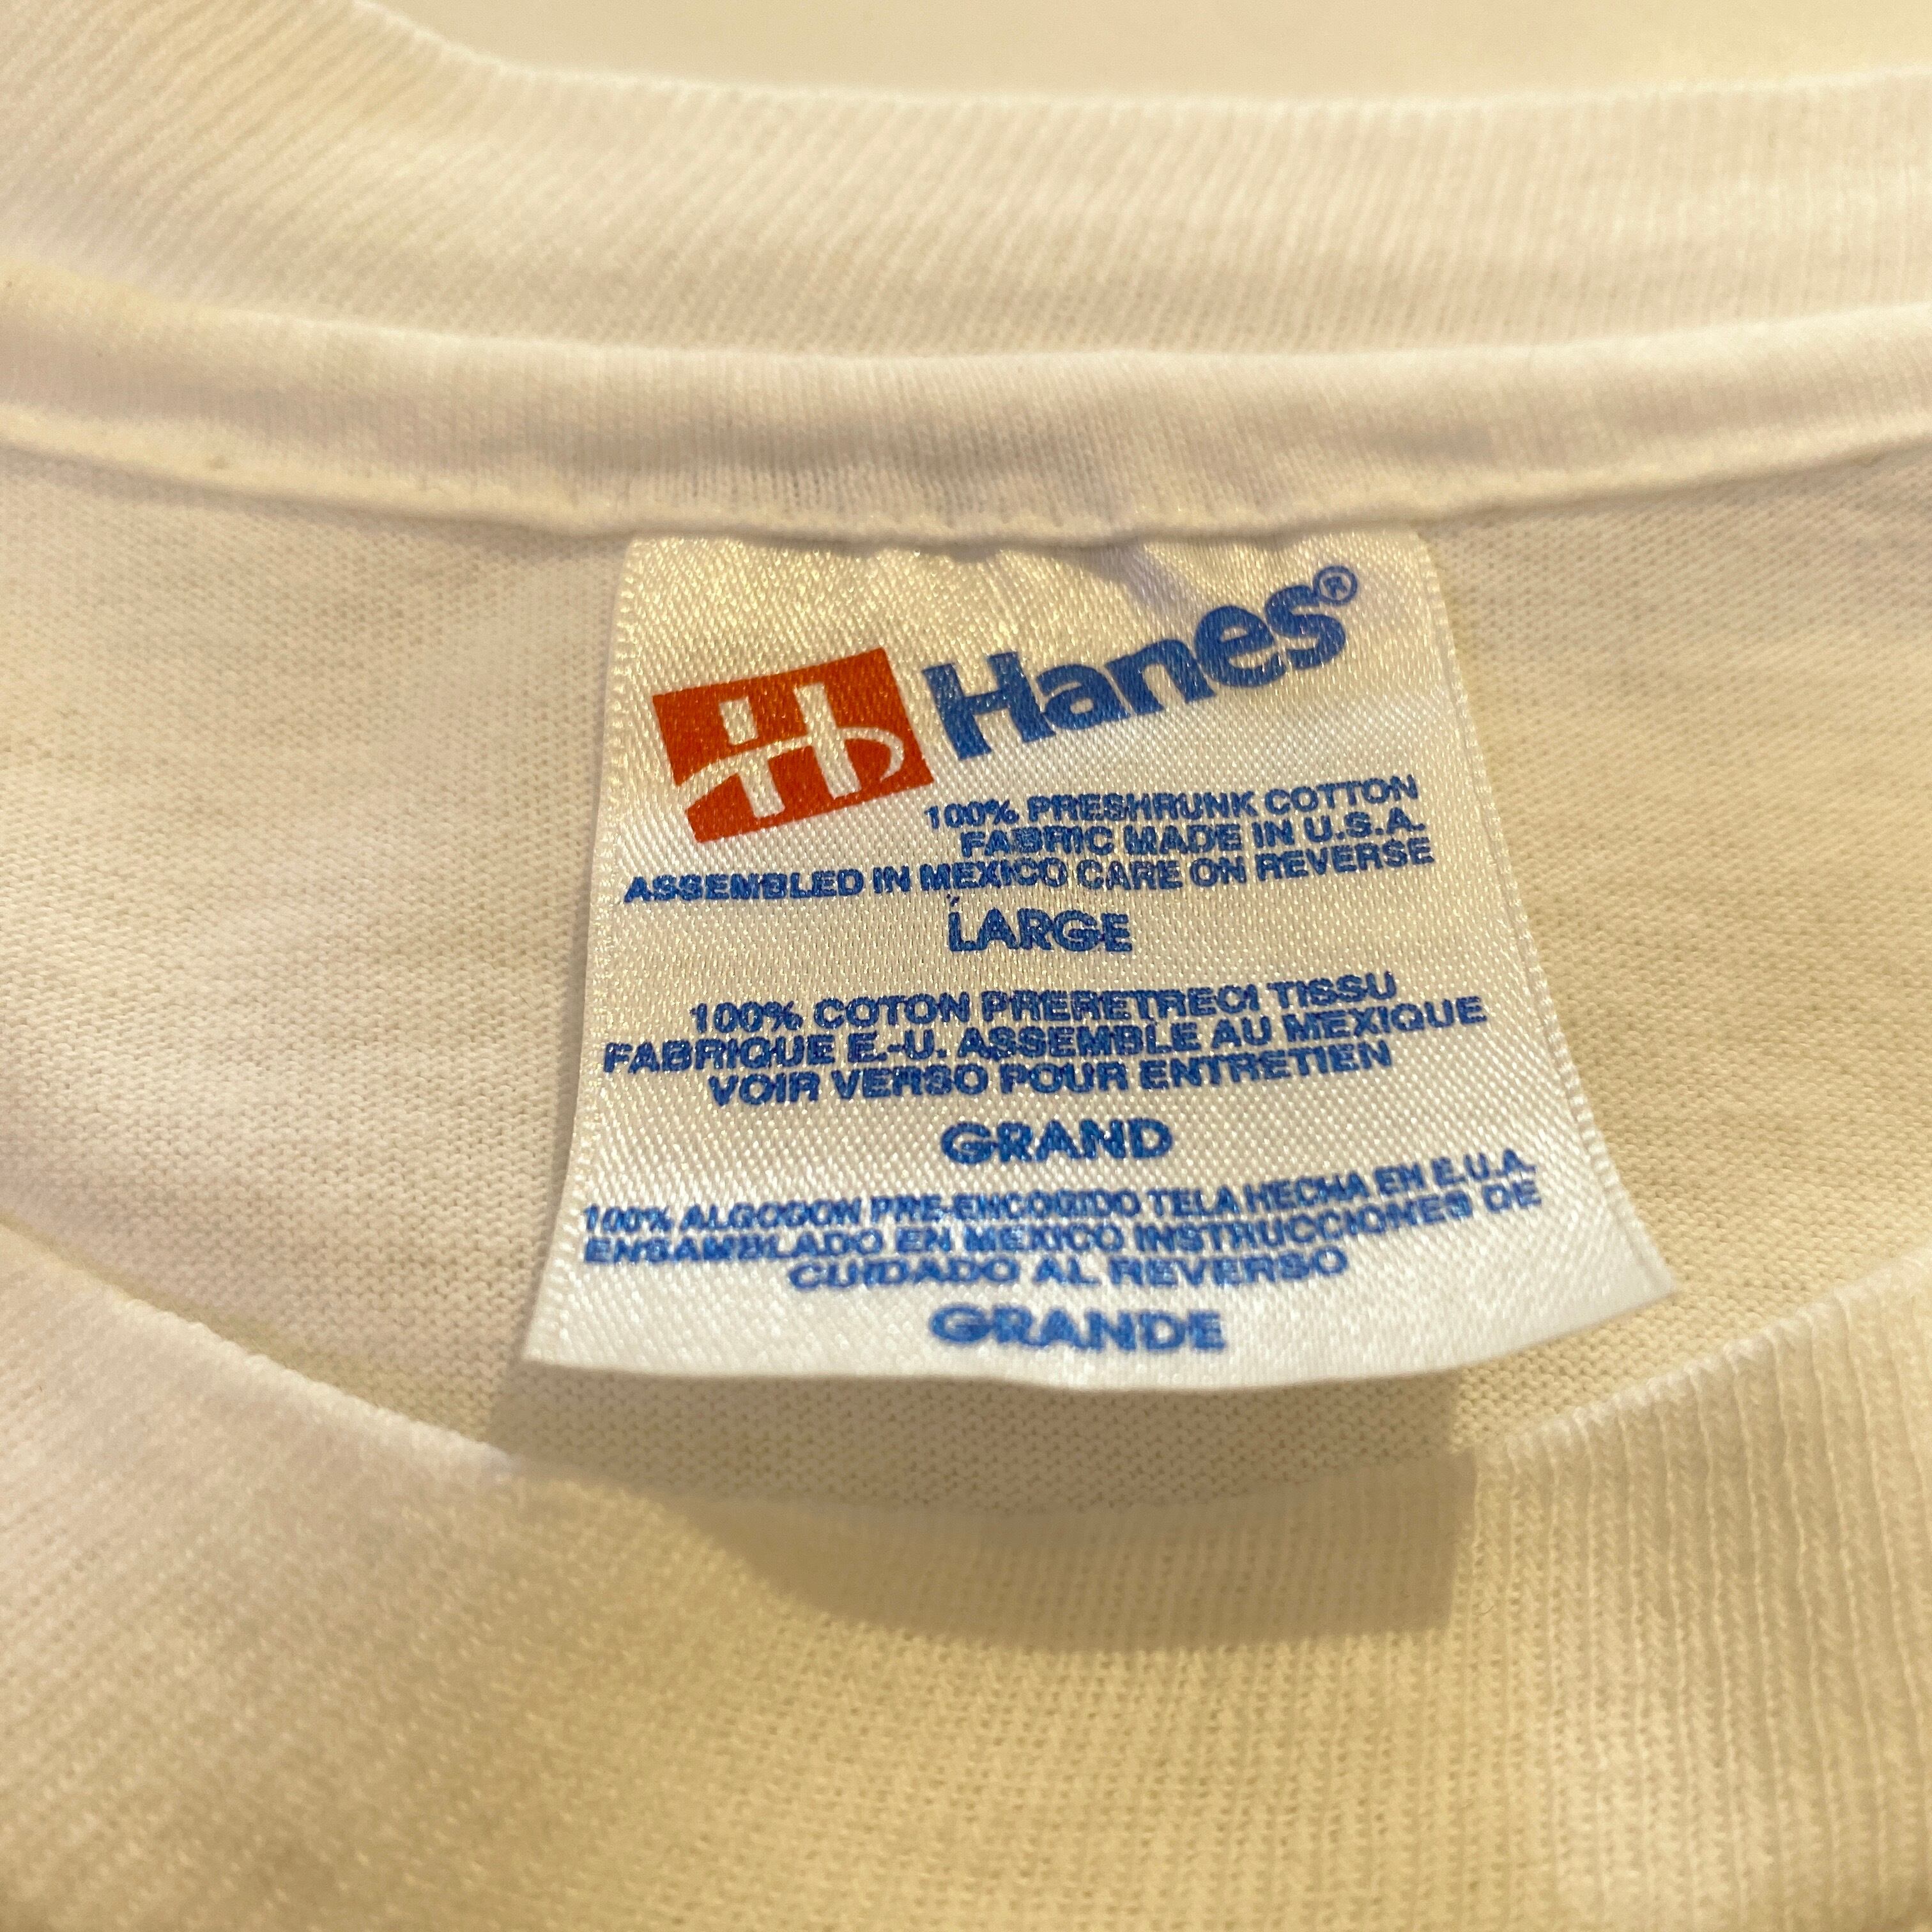 H Hanes®
100% PRESHRUNK COTTON
FABRIC MADE IN U.S.A.
ASSEMBLED IN MEXICO CARE ON REVERSE
LARGE
100% COTON PRERETRECI TISSU
FABRIQUE E.-U. ASSEMBLE AU MEXIQUE
VOIR VERSO POUR ENTRETIEN
GRAND
100% ALGODON PRE-ENCOGIDO TELA HECHA EN E.U.A.
ENSAMBLADO EN MEXICO INSTRUCCIONES DE
CUIDADO AL REVERSO
GRANDE